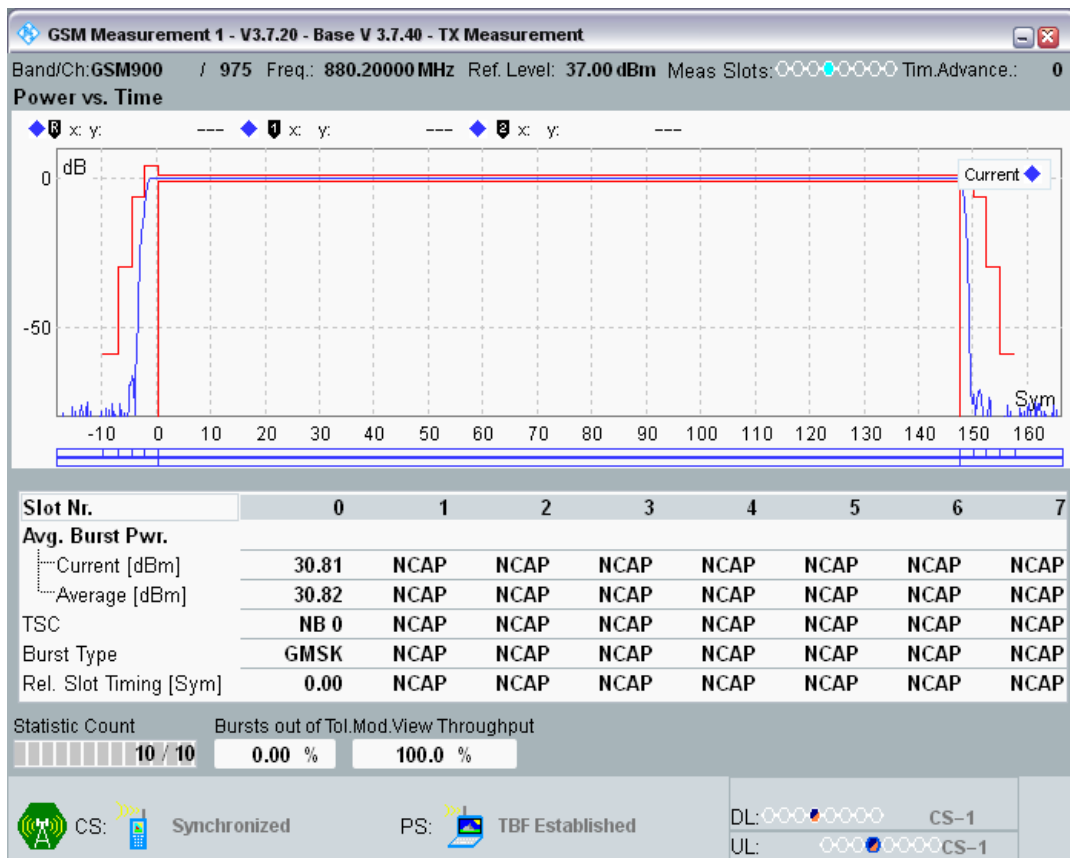 GSM Measurement 1 - V3.7.20 - Base V 3.7.40 - TX Measurement
Band/Ch:GSM900 / 975 Freq.: 880.20000 MHz Ref. Level: 37.00 dBm Meas Slots: Tim.Advance.: 0
Power vs. Time
R x: y: --- 1 x: y: --- 2 x: y: ---
dB
Current
0
-50
Sym
-10 0 10 20 30 40 50 60 70 80 90 100 110 120 130 140 150 160
Slot Nr. 0 1 2 3 4 5 6 7
Avg. Burst Pwr.
Current [dBm] 30.81 NCAP NCAP NCAP NCAP NCAP NCAP NCAP
Average [dBm] 30.82 NCAP NCAP NCAP NCAP NCAP NCAP NCAP
TSC NB 0 NCAP NCAP NCAP NCAP NCAP NCAP NCAP
Burst Type GMSK NCAP NCAP NCAP NCAP NCAP NCAP NCAP
Rel. Slot Timing [Sym] 0.00 NCAP NCAP NCAP NCAP NCAP NCAP NCAP
Statistic Count Bursts out of Tol.Mod.View Throughput
10 / 10 0.00 % 100.0 %
CS: Synchronized PS: TBF Established
DL: CS-1
UL: CS-1